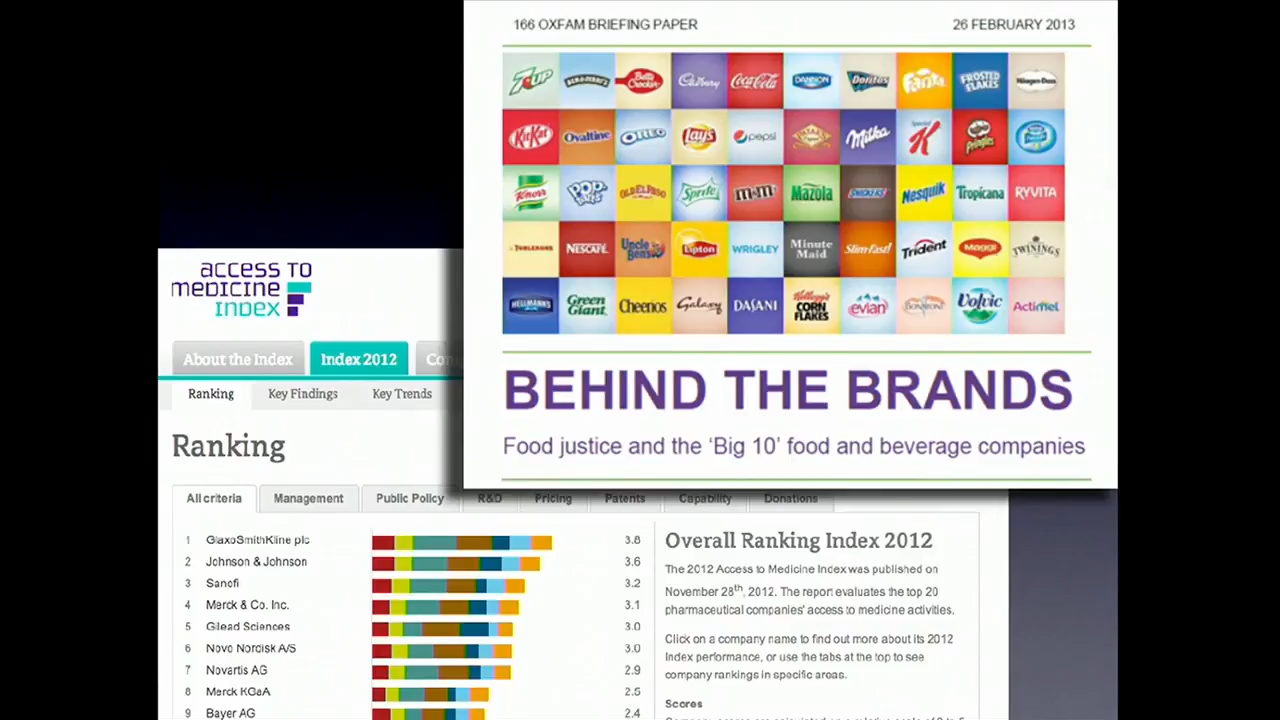 166 OXFAM BRIEFING PAPER 26 FEBRUARY 2013
7UP BEN & JERRY'S Betty Crocker Cadbury Coca-Cola DANNON Doritos Fanta FROSTED FLAKES Häagen-Dazs
KitKat Ovaltine OREO Lay's pepsi Milka Special K Pringles
Knorr POP Tarts OLD EL PASO Sprite m&m's Mazola SNICKERS Nesquik Tropicana RYVITA
TOBLERONE NESCAFÉ Uncle Ben's Lipton WRIGLEY Minute Maid Slim-Fast Trident MAGGI TWININGS
HELLMANN'S Green Giant Cheerios Galaxy DASANI Kellogg's CORN FLAKES evian BONAFONT Volvic Actimel
BEHIND THE BRANDS
Food justice and the 'Big 10' food and beverage companies
ACCESS TO
MEDICINE
INDEX
About the Index Index 2012 Co
Ranking Key Findings Key Trends
Ranking
All criteria Management Public Policy R&D Pricing Patents Capability Donations
1 GlaxoSmithKline plc 3.8
2 Johnson & Johnson 3.6
3 Sanofi 3.2
4 Merck & Co. Inc. 3.1
5 Gilead Sciences 3.0
6 Novo Nordisk A/S 3.0
7 Novartis AG 2.9
8 Merck KGaA 2.5
9 Bayer AG 2.4
Overall Ranking Index 2012
The 2012 Access to Medicine Index was published on
November 28th, 2012. The report evaluates the top 20
pharmaceutical companies' access to medicine activities.
Click on a company name to find out more about its 2012
Index performance, or use the tabs at the top to see
company rankings in specific areas.
Scores